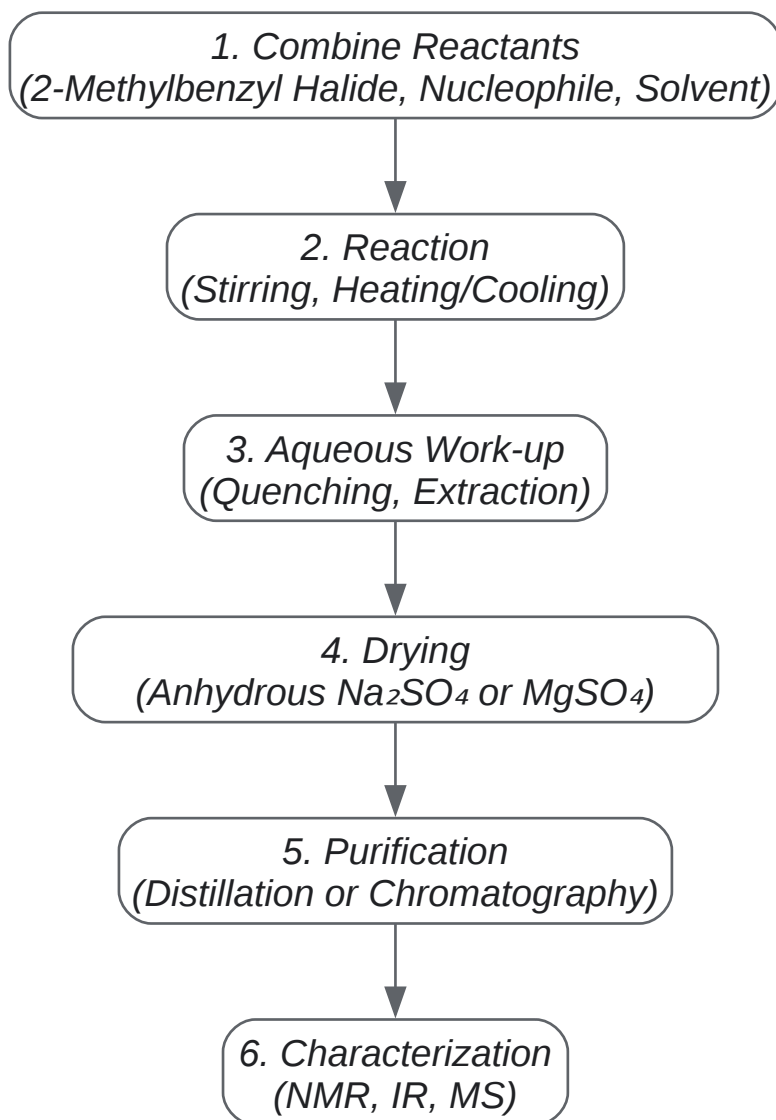 1. Combine Reactants
(2-Methylbenzyl Halide, Nucleophile, Solvent)
2. Reaction
(Stirring, Heating/Cooling)
3. Aqueous Work-up
(Quenching, Extraction)
4. Drying
(Anhydrous Na₂SO₄ or MgSO₄)
5. Purification
(Distillation or Chromatography)
6. Characterization
(NMR, IR, MS)